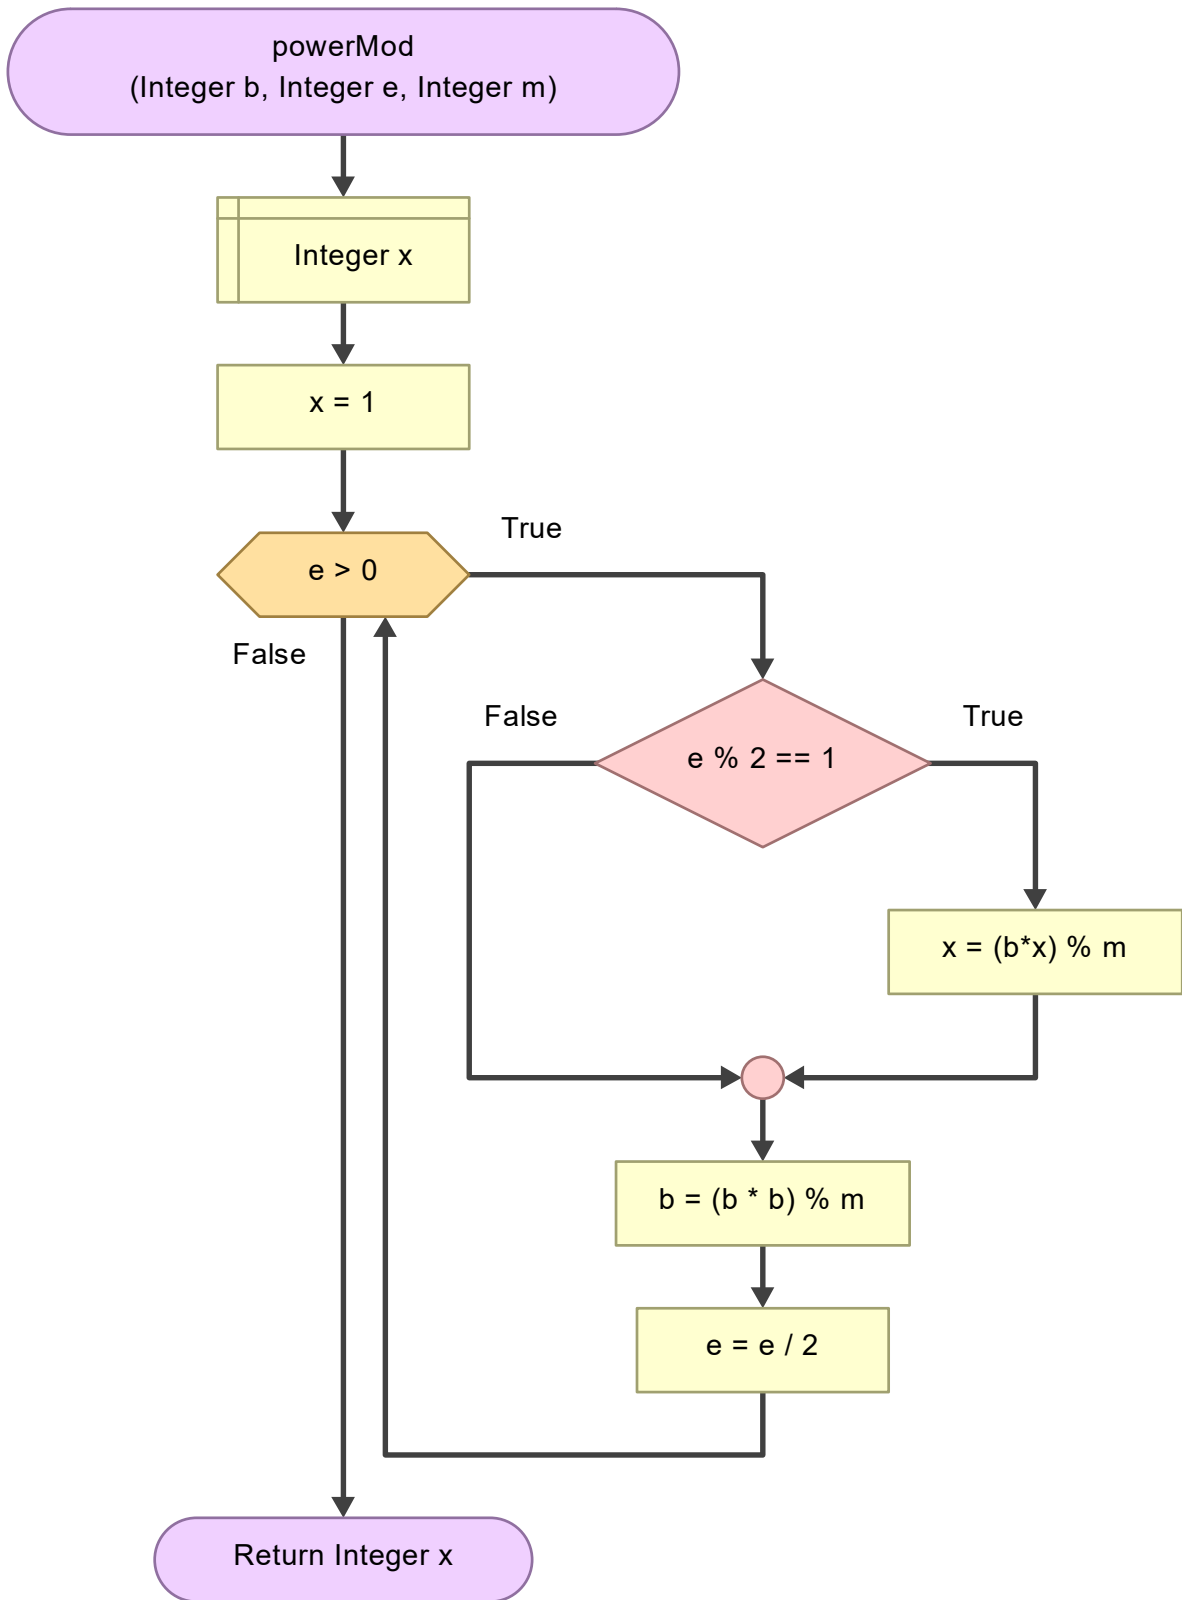 powerMod
(Integer b, Integer e, Integer m)
Integer x
x = 1
e > 0
True
False
e % 2 == 1
False
True
x = (b*x) % m
b = (b * b) % m
e = e / 2
Return Integer x